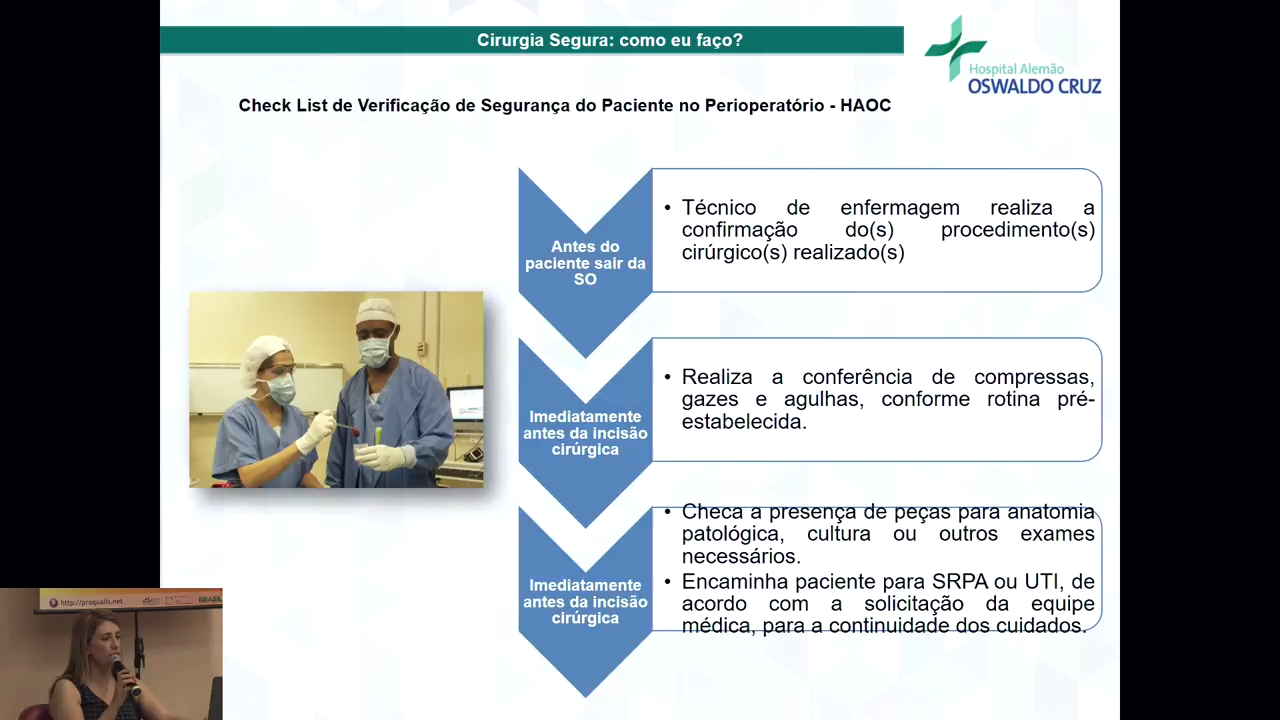 Cirurgia Segura: como eu faço?
Hospital Alemão
OSWALDO CRUZ
Check List de Verificação de Segurança do Paciente no Perioperatório - HAOC
Antes do
paciente sair da
SO
• Técnico de enfermagem realiza a
confirmação do(s) procedimento(s)
cirúrgico(s) realizado(s)
Imediatamente
antes da incisão
cirúrgica
• Realiza a conferência de compressas,
gazes e agulhas, conforme rotina pré-
estabelecida.
Imediatamente
antes da incisão
cirúrgica
• Checa a presença de peças para anatomia
patológica, cultura ou outros exames
necessários.
• Encaminha paciente para SRPA ou UTI, de
acordo com a solicitação da equipe
médica, para a continuidade dos cuidados.
http://proqualis.net